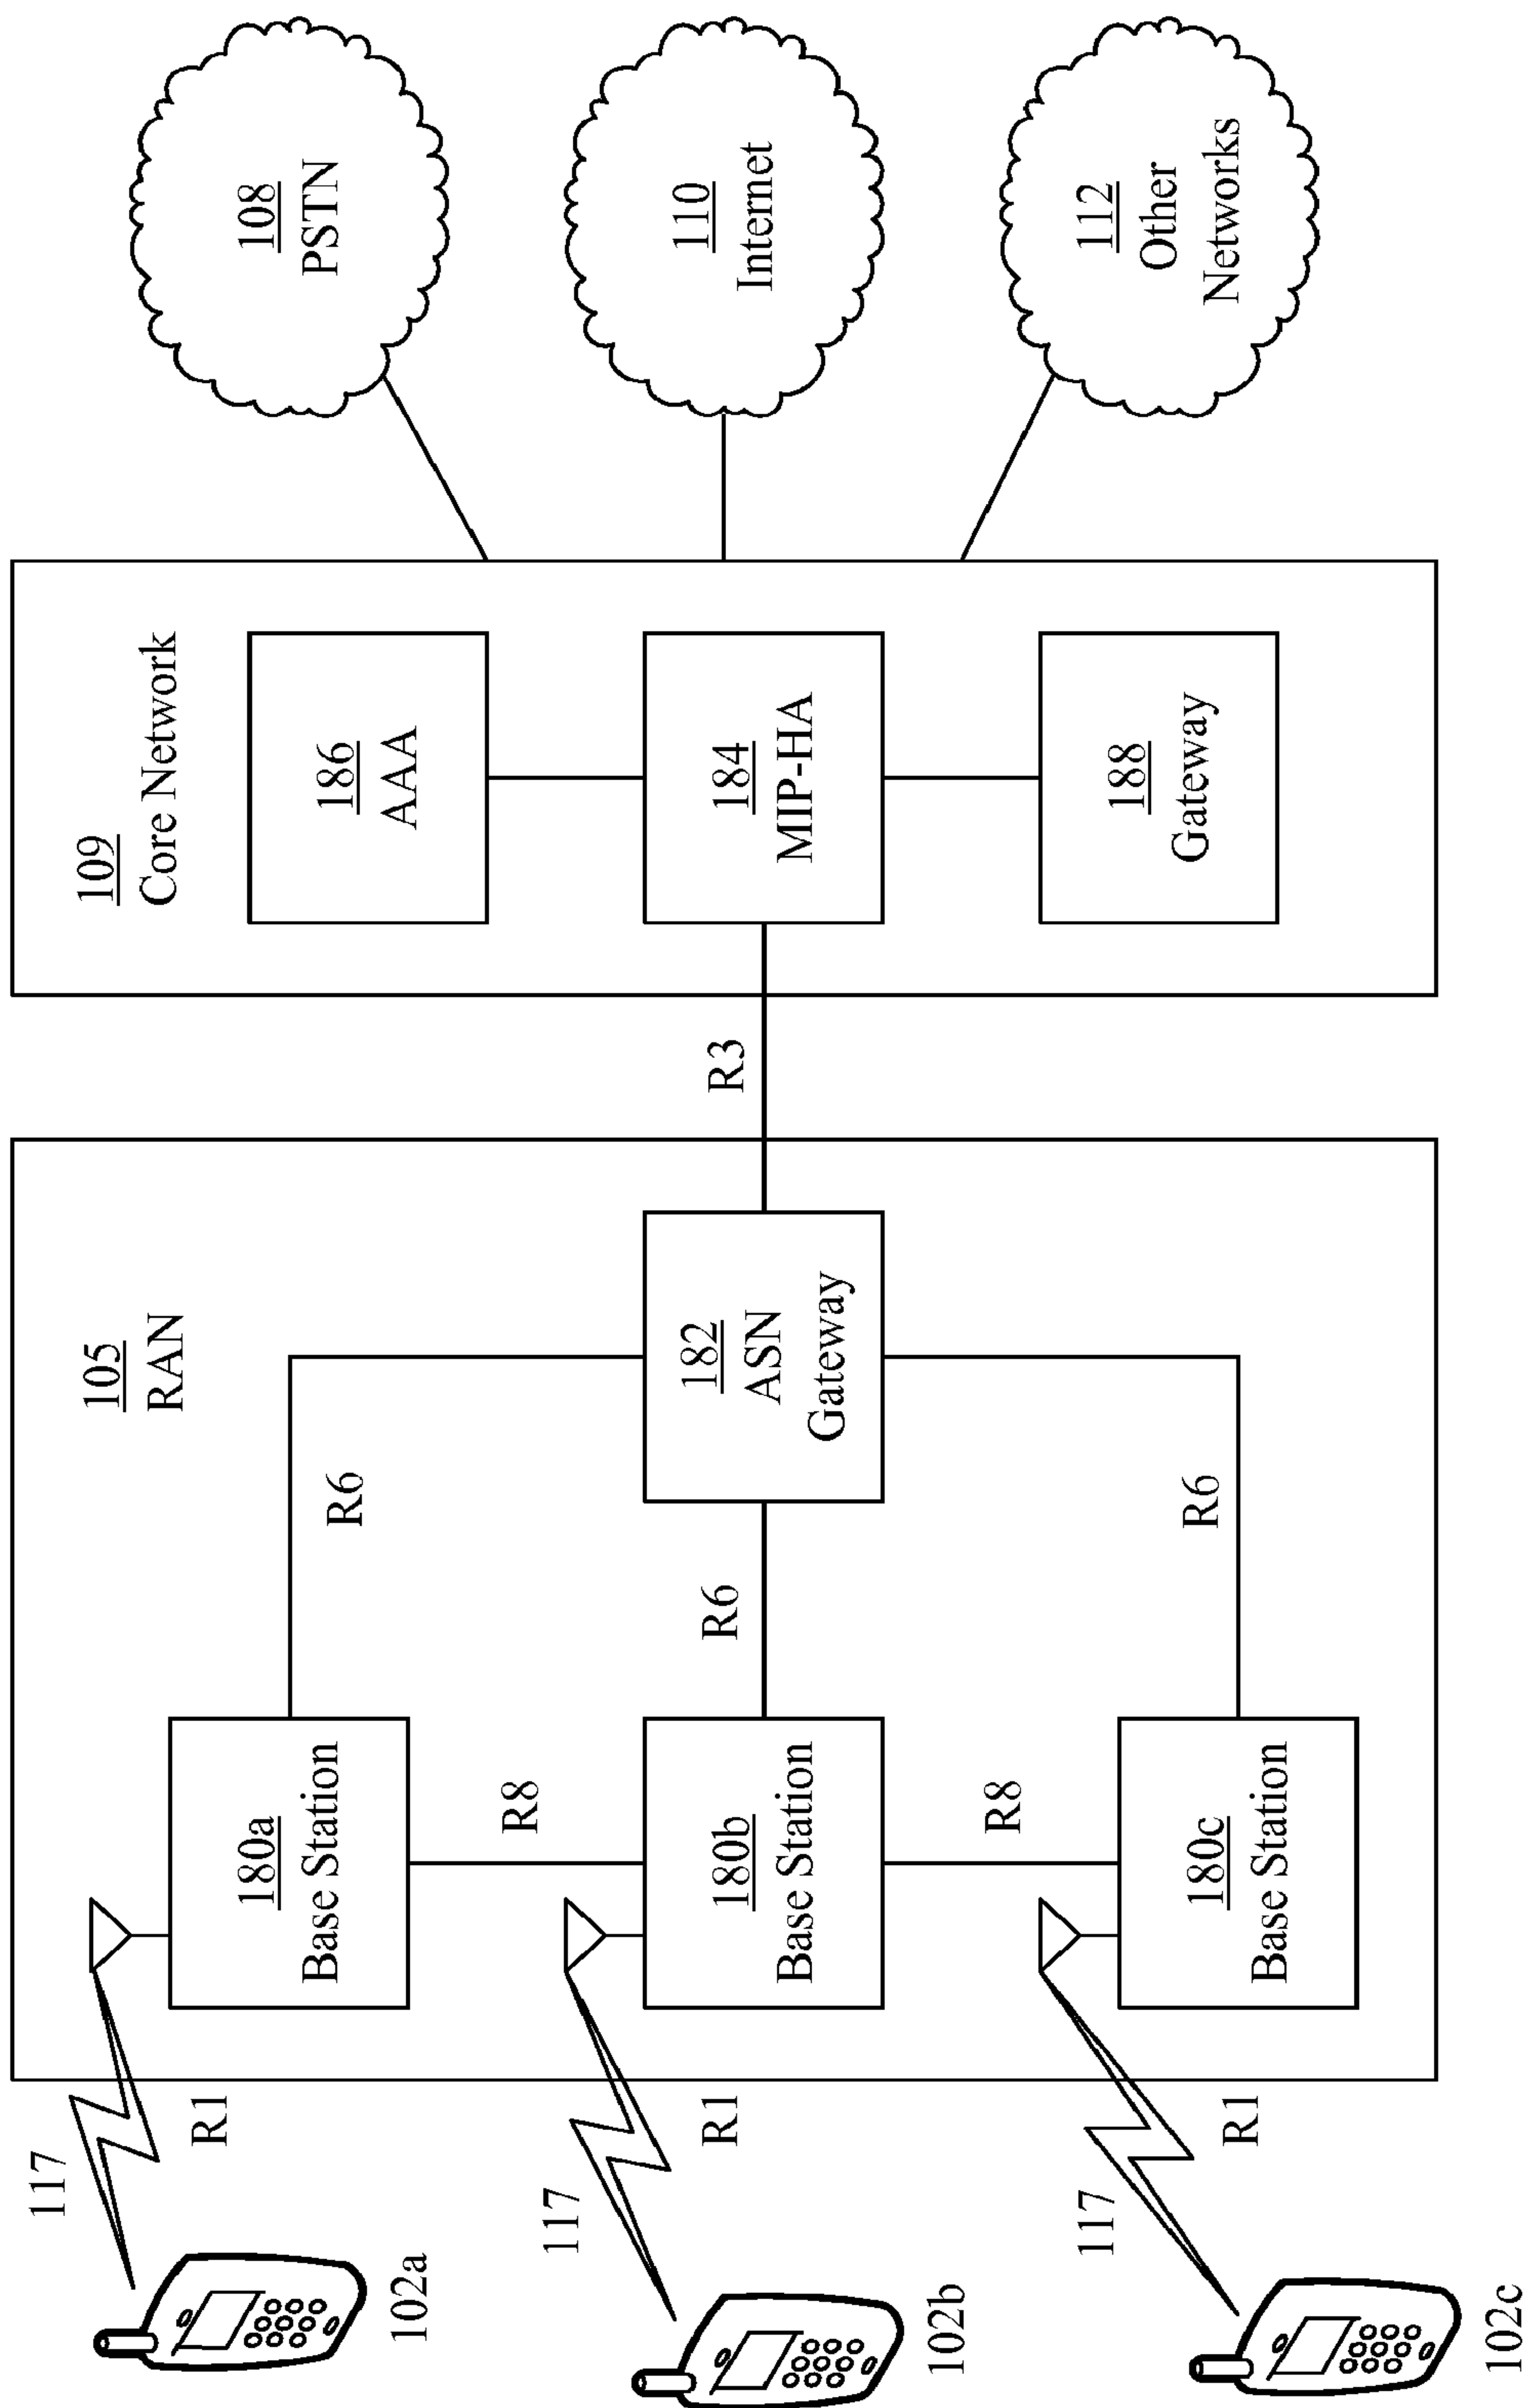 117
R1
102a
117
R1
102b
117
R1
102c
105
RAN
180a
Base Station
R8
180b
Base Station
R8
180c
Base Station
R6
R6
R6
182
ASN
Gateway
R3
109
Core Network
186
AAA
184
MIP-HA
188
Gateway
108
PSTN
110
Internet
112
Other
Networks